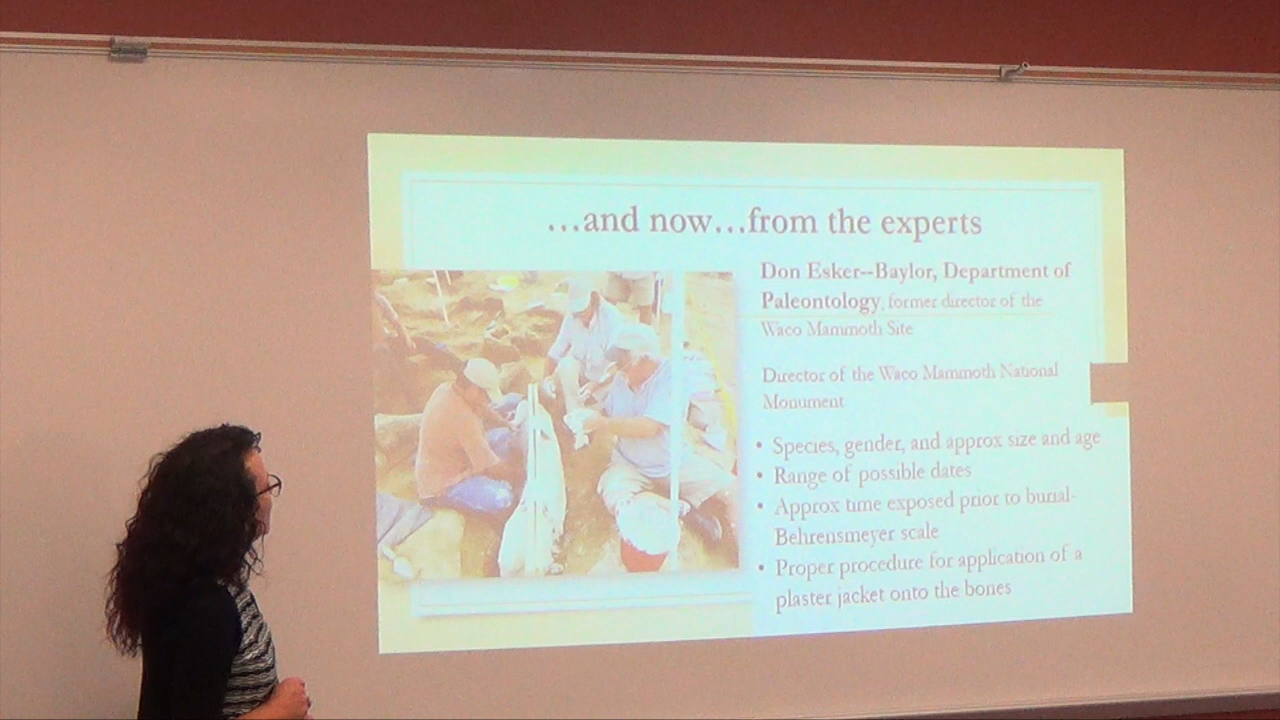 ...and now...from the experts
Don Esker--Baylor, Department of
Paleontology, former director of the
Waco Mammoth Site
Director of the Waco Mammoth National
Monument
• Species, gender, and approx size and age
• Range of possible dates
• Approx time exposed prior to burial-
Behrensmeyer scale
• Proper procedure for application of a
plaster jacket onto the bones